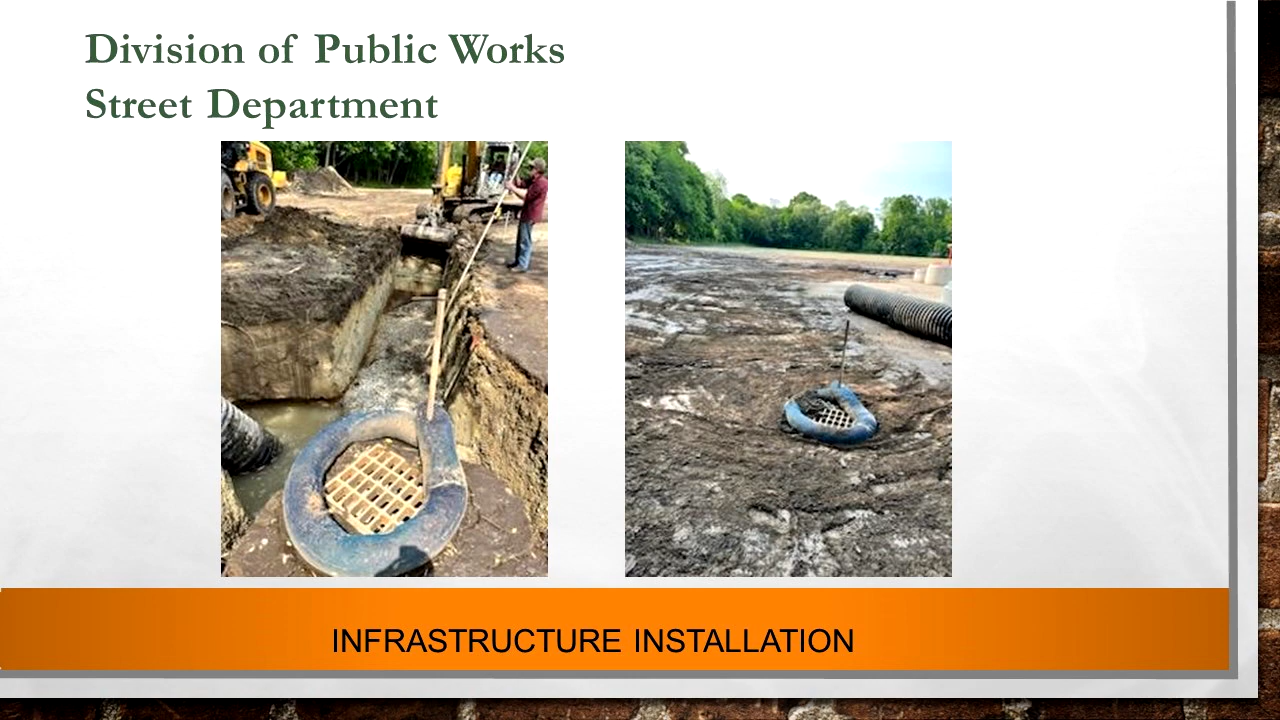 Division of Public Works
Street Department
INFRASTRUCTURE INSTALLATION